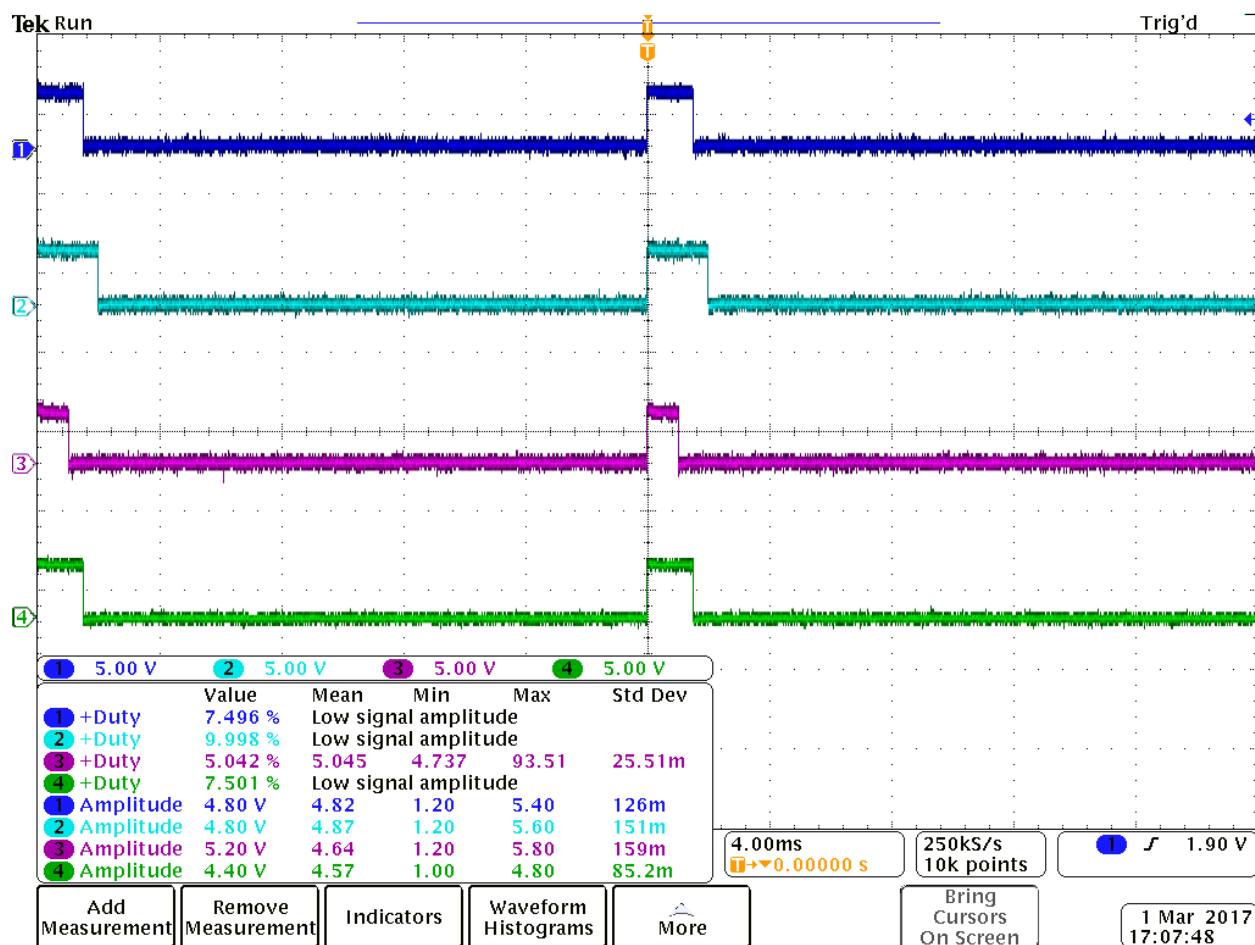 Tek Run Trig'd
T
T
1
2
3
4
1 5.00 V 2 5.00 V 3 5.00 V 4 5.00 V
Value Mean Min Max Std Dev
1 +Duty 7.496 % Low signal amplitude
2 +Duty 9.998 % Low signal amplitude
3 +Duty 5.042 % 5.045 4.737 93.51 25.51m
4 +Duty 7.501 % Low signal amplitude
1 Amplitude 4.80 V 4.82 1.20 5.40 126m
2 Amplitude 4.80 V 4.87 1.20 5.60 151m
3 Amplitude 5.20 V 4.64 1.20 5.80 159m
4 Amplitude 4.40 V 4.57 1.00 4.80 85.2m
4.00ms
T→▼0.00000 s
250kS/s
10k points
1 1.90 V
Add
Measurement
Remove
Measurement
Indicators
Waveform
Histograms
More
Bring
Cursors
On Screen
1 Mar 2017
17:07:48